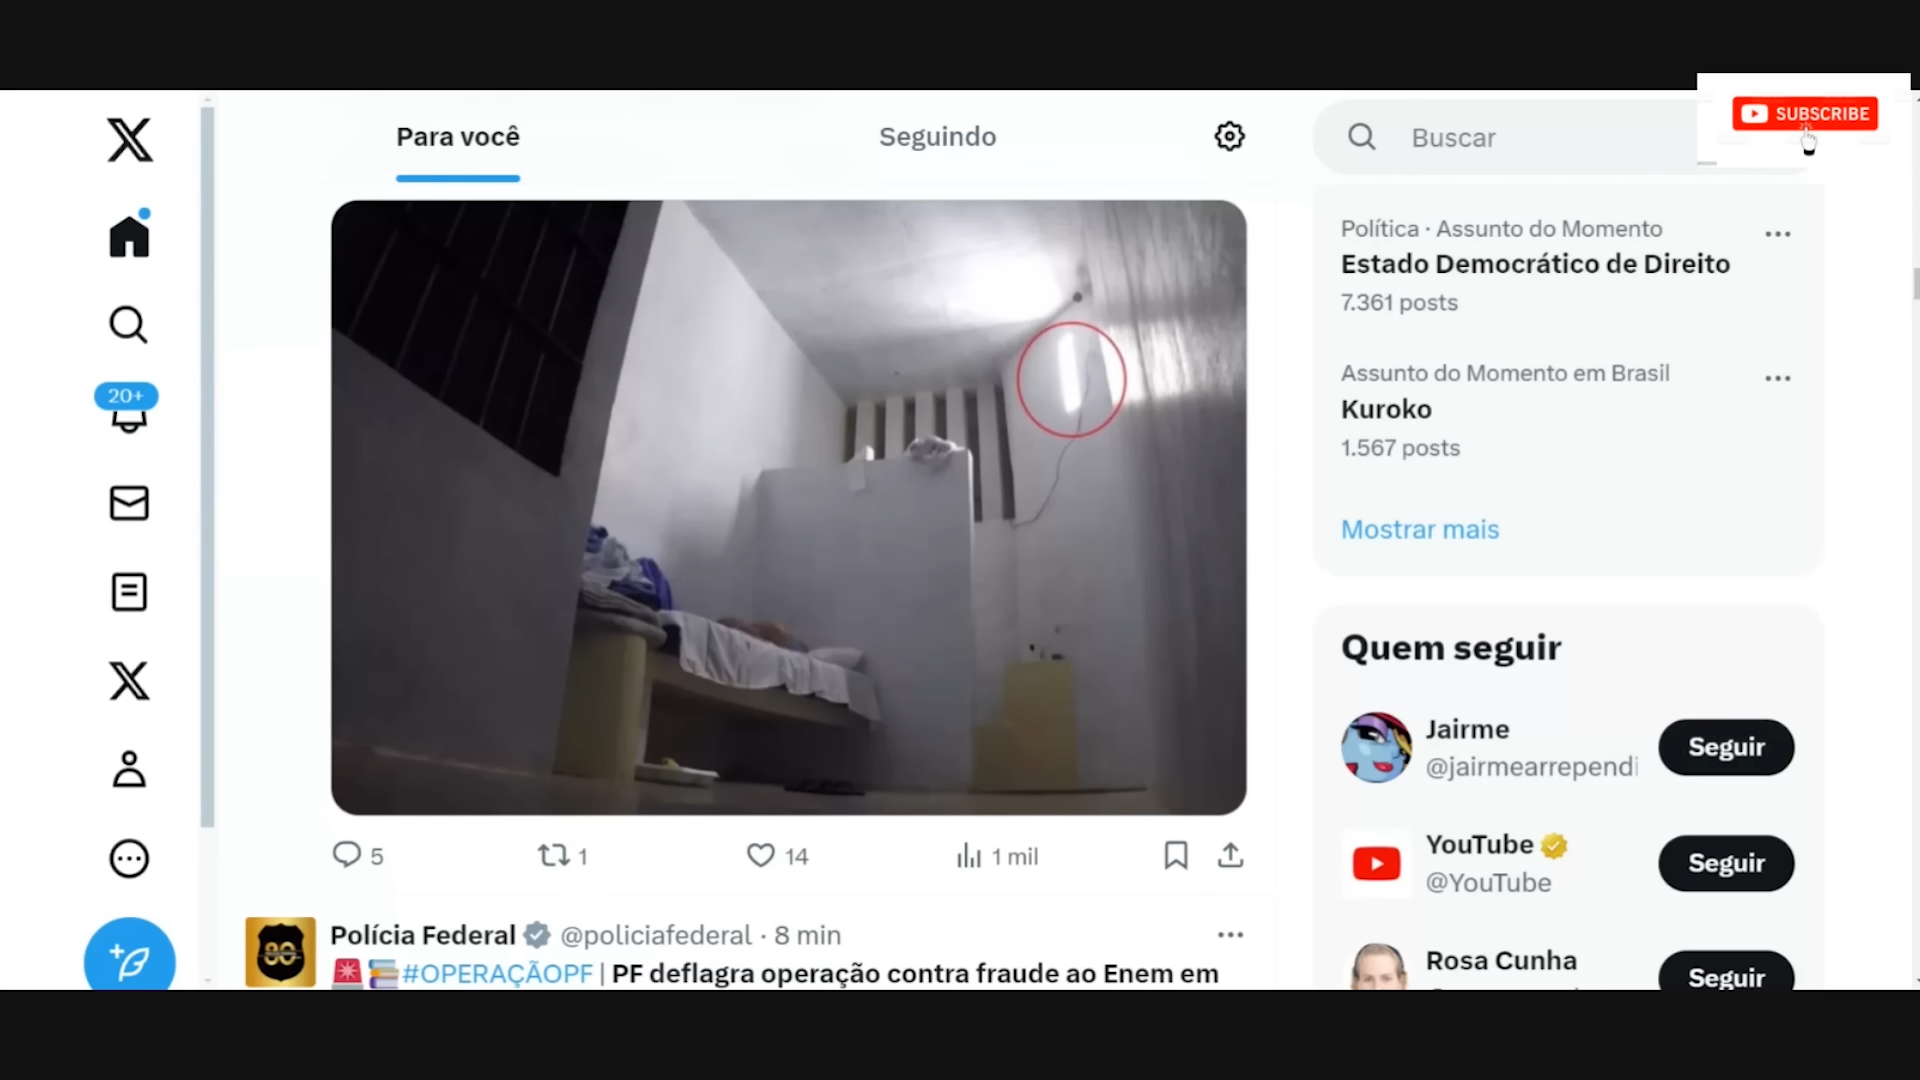 Para você
Seguindo
Buscar
SUBSCRIBE
20+
Política · Assunto do Momento
Estado Democrático de Direito
7.361 posts
Assunto do Momento em Brasil
Kuroko
1.567 posts
Mostrar mais
Quem seguir
Jairme
@jairmearrependi
Seguir
YouTube
@YouTube
Seguir
Rosa Cunha
Seguir
5
1
14
1 mil
80
Polícia Federal @policiafederal · 8 min
#OPERAÇÃOPF | PF deflagra operação contra fraude ao Enem em